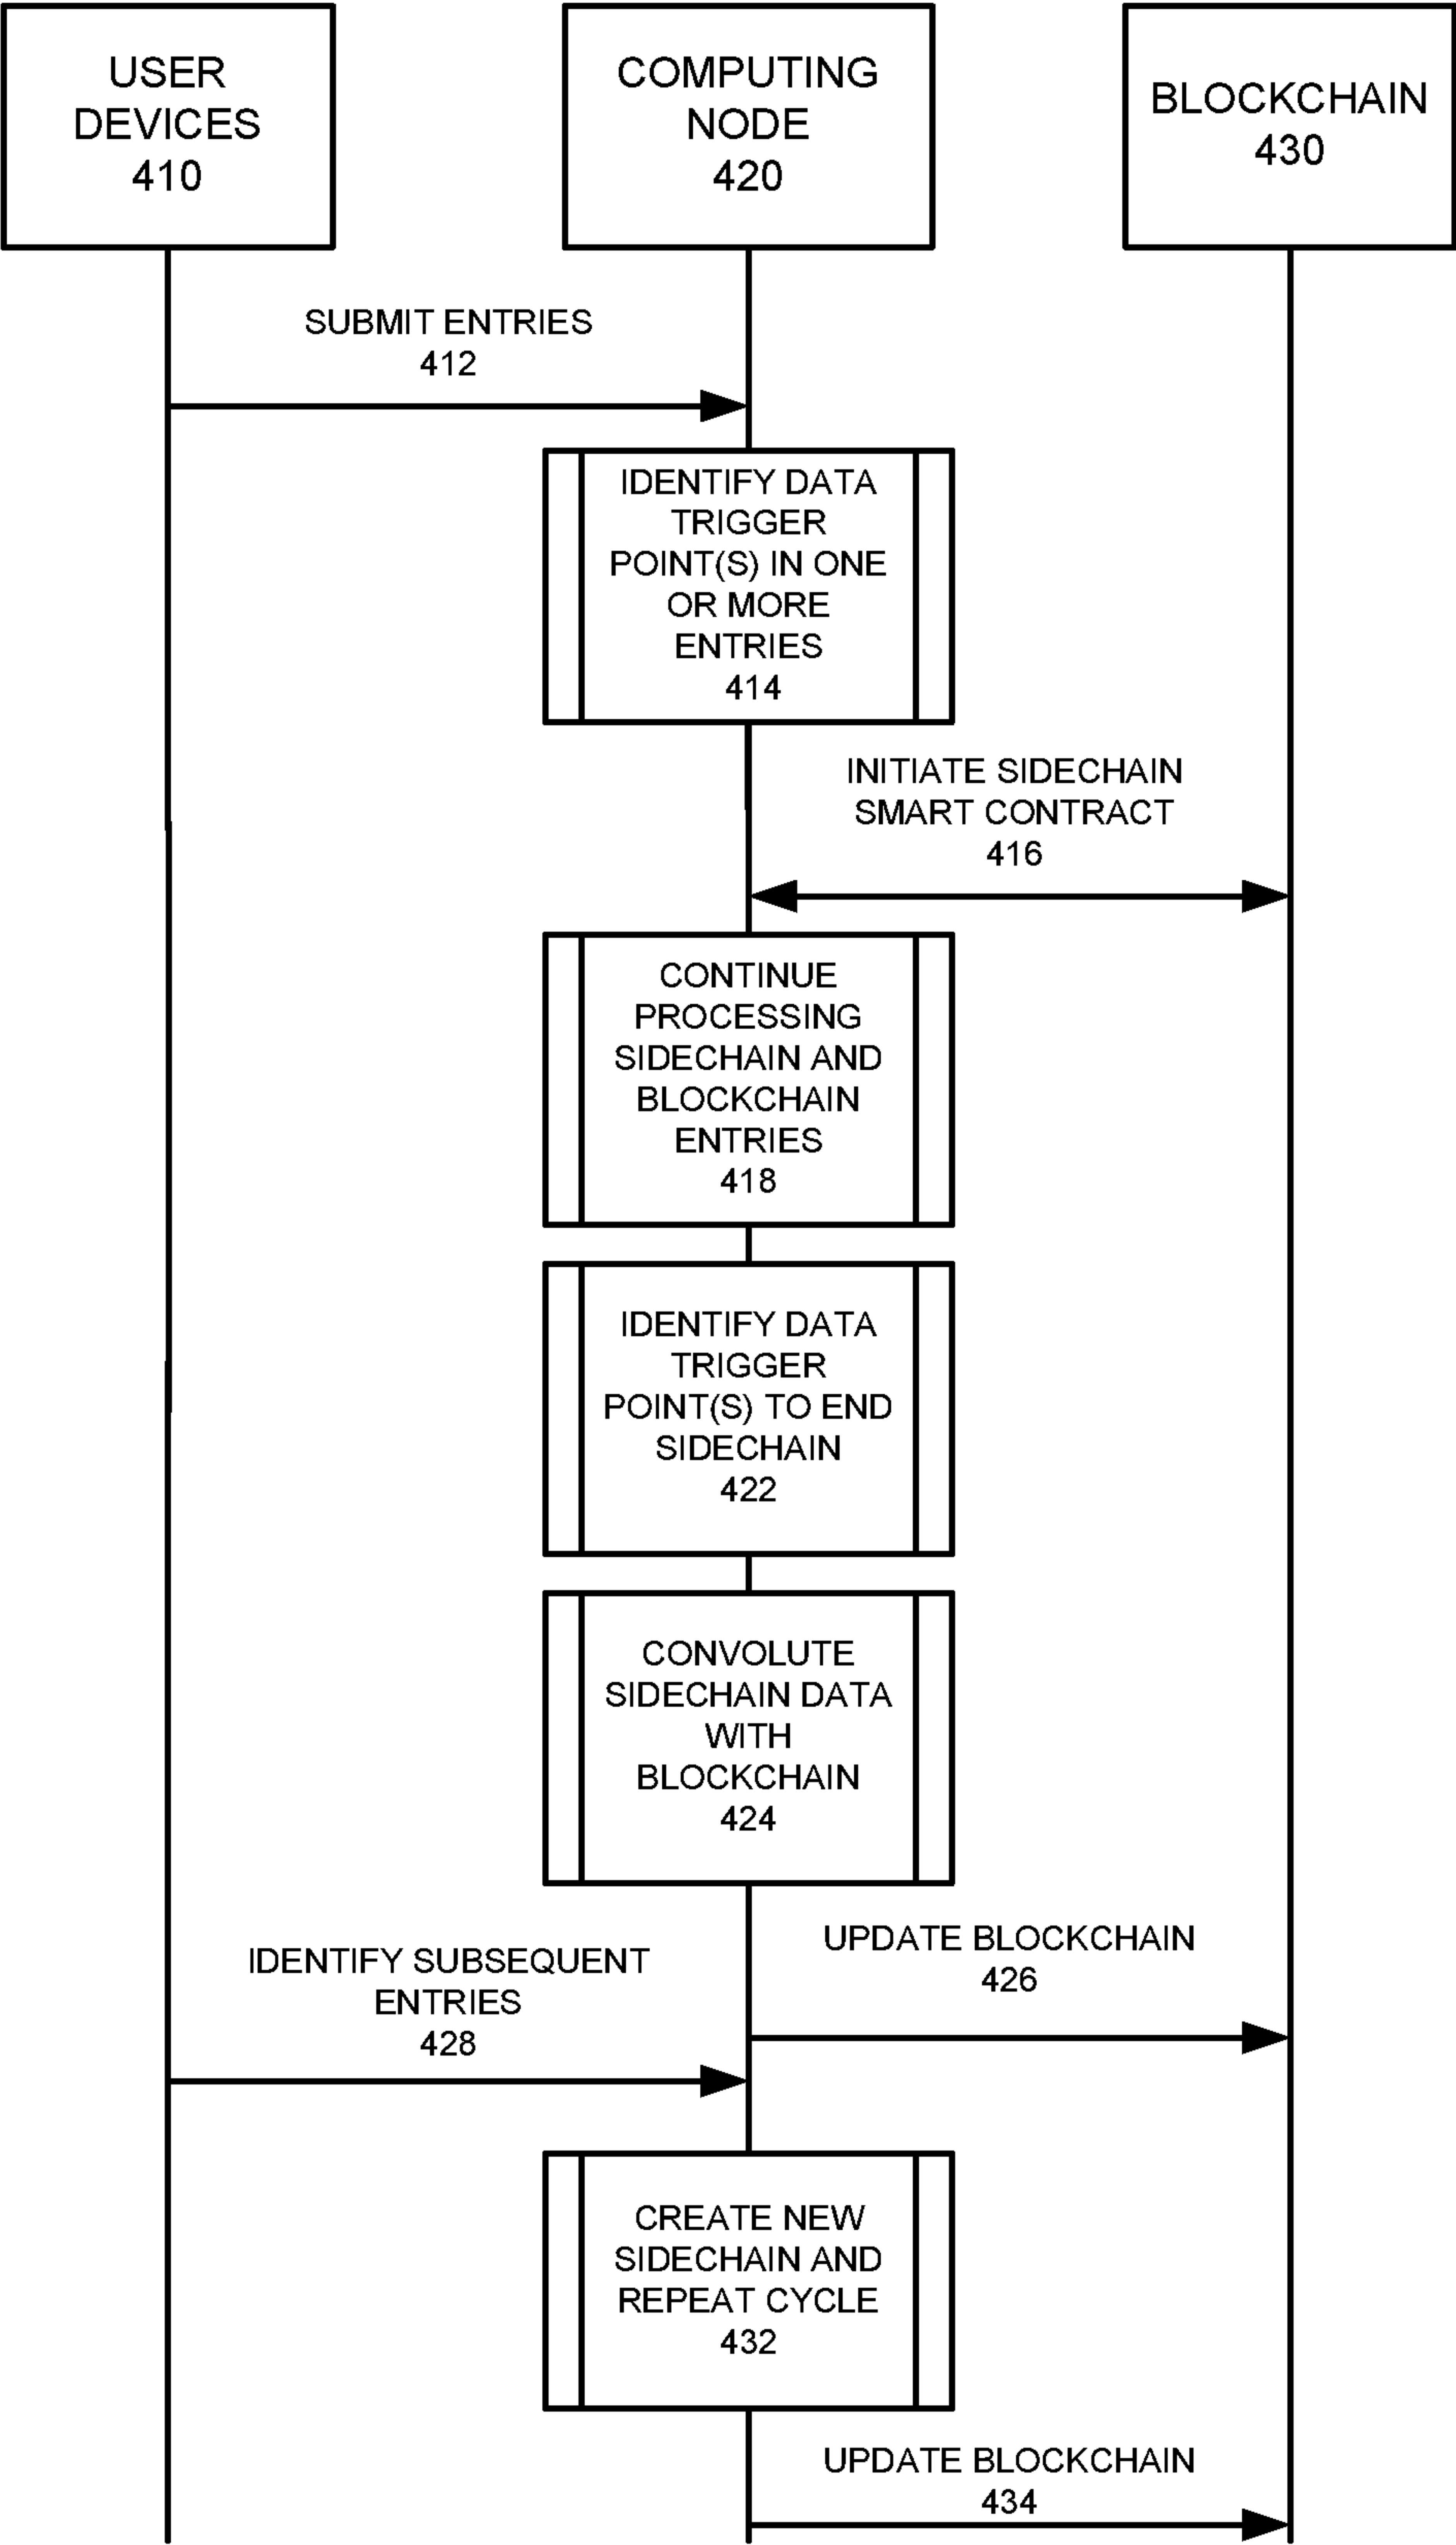 USER
DEVICES
410
COMPUTING
NODE
420
BLOCKCHAIN
430
SUBMIT ENTRIES
412
IDENTIFY DATA
TRIGGER
POINT(S) IN ONE
OR MORE
ENTRIES
414
INITIATE SIDECHAIN
SMART CONTRACT
416
CONTINUE
PROCESSING
SIDECHAIN AND
BLOCKCHAIN
ENTRIES
418
IDENTIFY DATA
TRIGGER
POINT(S) TO END
SIDECHAIN
422
CONVOLUTE
SIDECHAIN DATA
WITH
BLOCKCHAIN
424
UPDATE BLOCKCHAIN
426
IDENTIFY SUBSEQUENT
ENTRIES
428
CREATE NEW
SIDECHAIN AND
REPEAT CYCLE
432
UPDATE BLOCKCHAIN
434